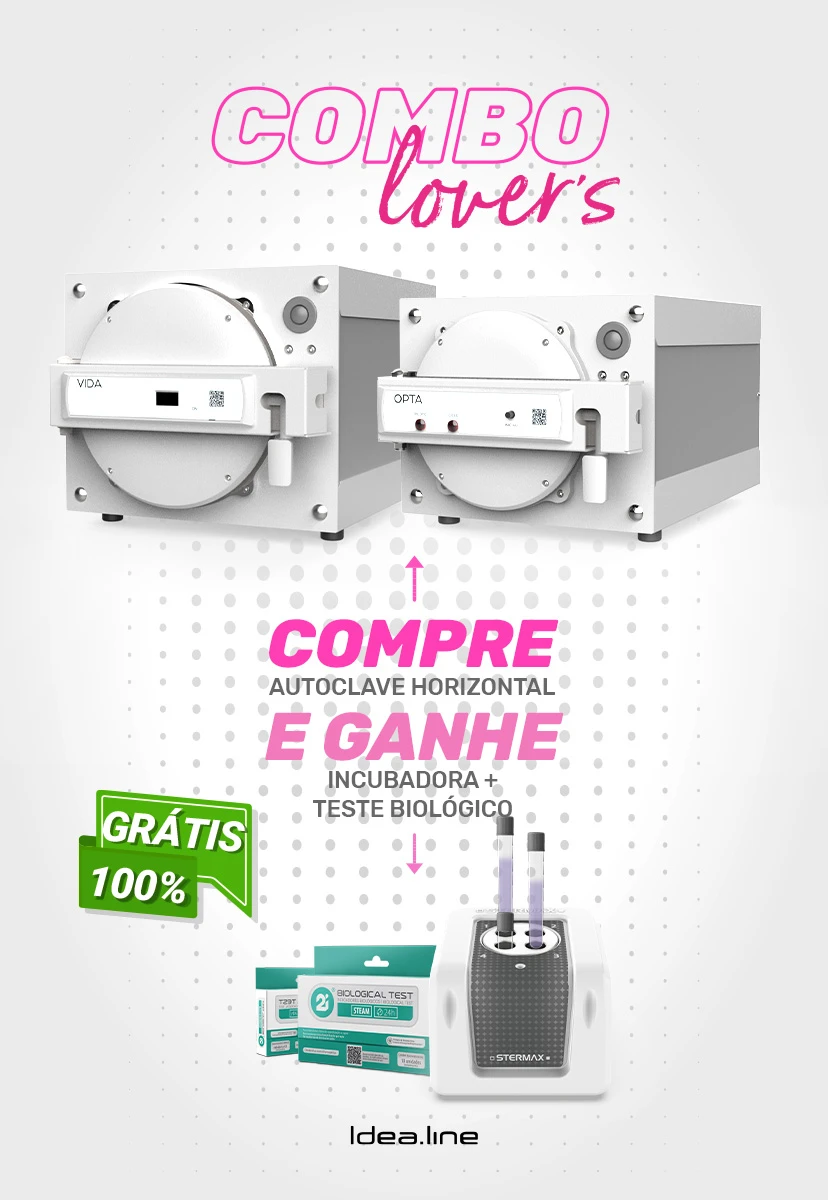 COMBO
lover's
VIDA
OPTA
COMPRE
AUTOCLAVE HORIZONTAL
E GANHE
INCUBADORA +
TESTE BIOLÓGICO
GRÁTIS
100%
BIOLOGICAL TEST
STEAM
24h
STERMAX
Idea.line